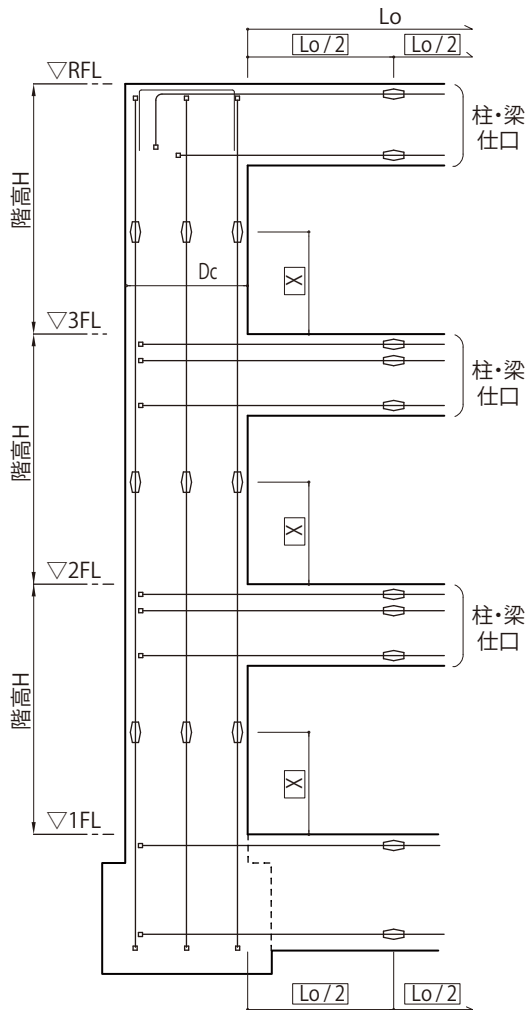 Lo
Lo/2 Lo/2
▽RFL
柱・梁
仕口
階高H
Dc
X
▽3FL
柱・梁
仕口
階高H
X
▽2FL
柱・梁
仕口
階高H
X
▽1FL
Lo/2 Lo/2